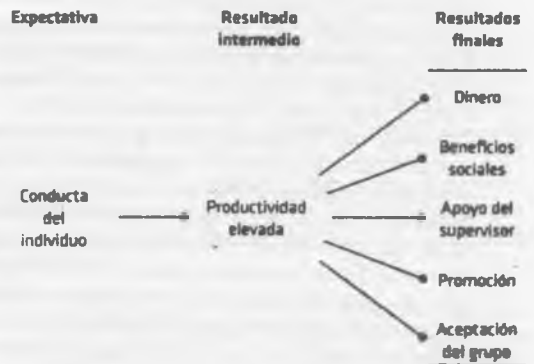 Expectativa
Resultado
intermedio
Resultados
finales
Conducta
del
individuo
Productividad
elevada
Dinero
Beneficios
sociales
Apoyo del
supervisor
Promoción
Aceptación
del grupo